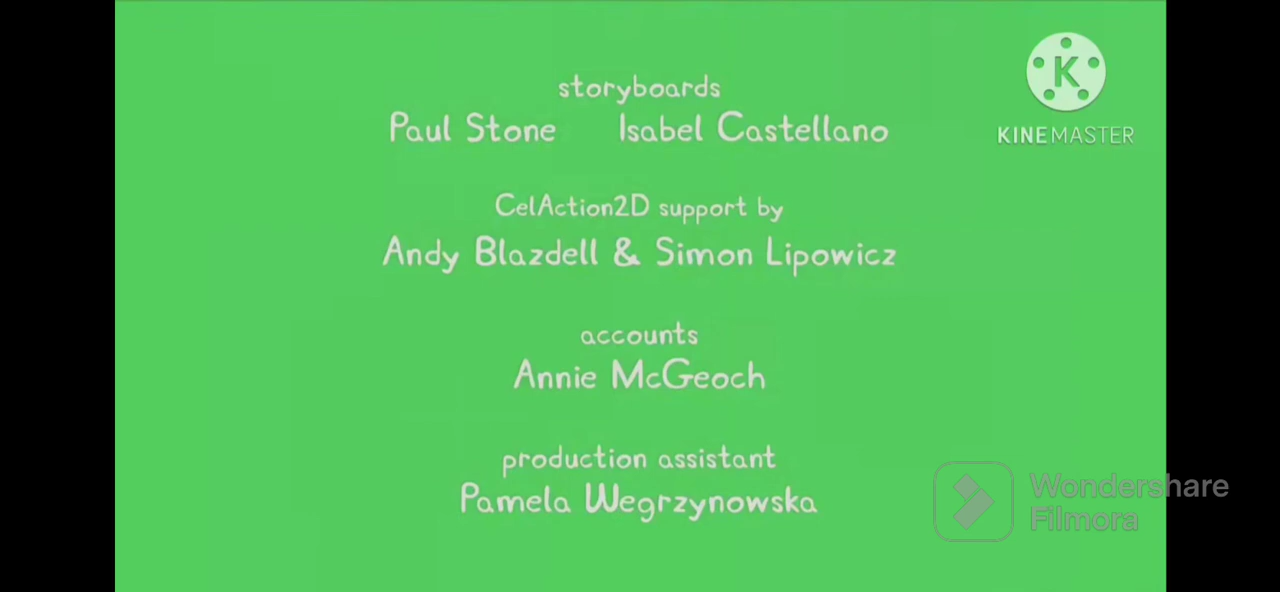 storyboards
Paul Stone Isabel Castellano
CelAction2D support by
Andy Blazdell & Simon Lipowicz
accounts
Annie McGeoch
production assistant
Pamela Wegrzynowska
K
KINEMASTER
Wondershare
Filmora